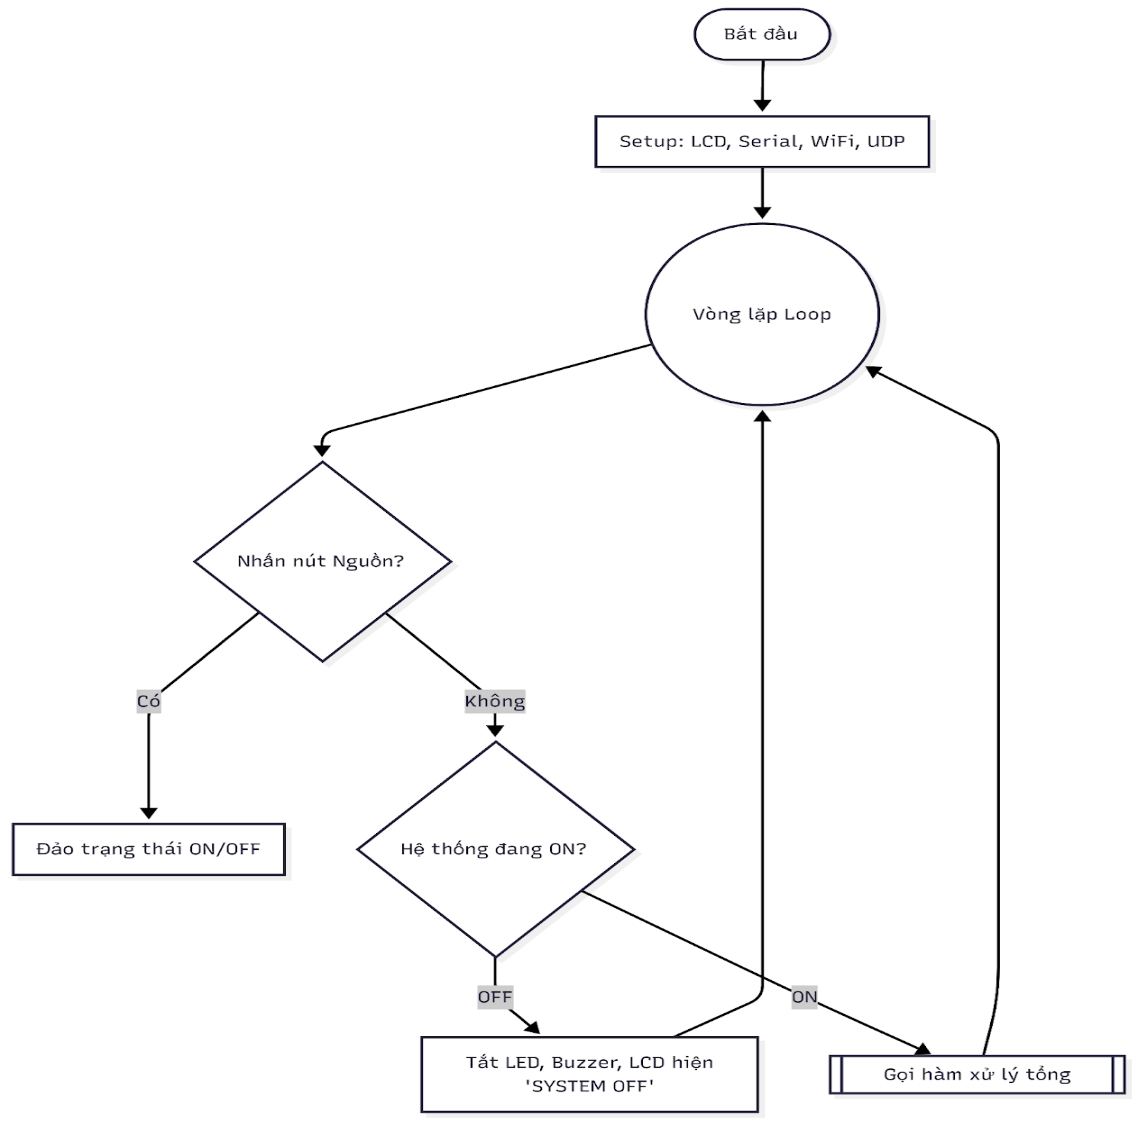 Bắt đầu
Setup: LCD, Serial, WiFi, UDP
Vòng lặp Loop
Nhấn nút Nguồn?
Có
Không
Đảo trạng thái ON/OFF
Hệ thống đang ON?
OFF
ON
Tắt LED, Buzzer, LCD hiện
'SYSTEM OFF'
Gọi hàm xử lý tổng